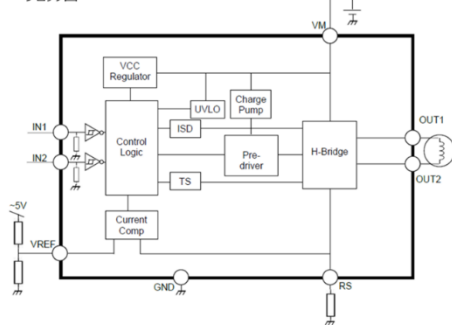 VM
VCC
Regulator
UVLO
Charge
Pump
IN1
ISD
OUT1
Control
Logic
Pre-
driver
H-Bridge
IN2
TS
OUT2
~5V
Current
Comp
VREF
GND
RS